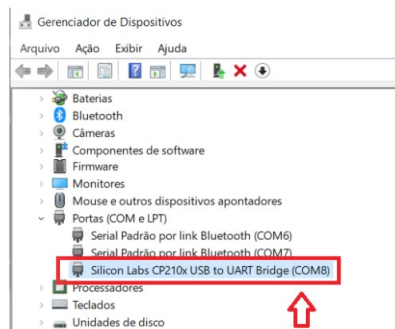 Gerenciador de Dispositivos
Arquivo Ação Exibir Ajuda
Baterias
Bluetooth
Câmeras
Componentes de software
Firmware
Monitores
Mouse e outros dispositivos apontadores
Portas (COM e LPT)
Serial Padrão por link Bluetooth (COM6)
Serial Padrão por link Bluetooth (COM7)
Silicon Labs CP210x USB to UART Bridge (COM8)
Processadores
Teclados
Unidades de disco